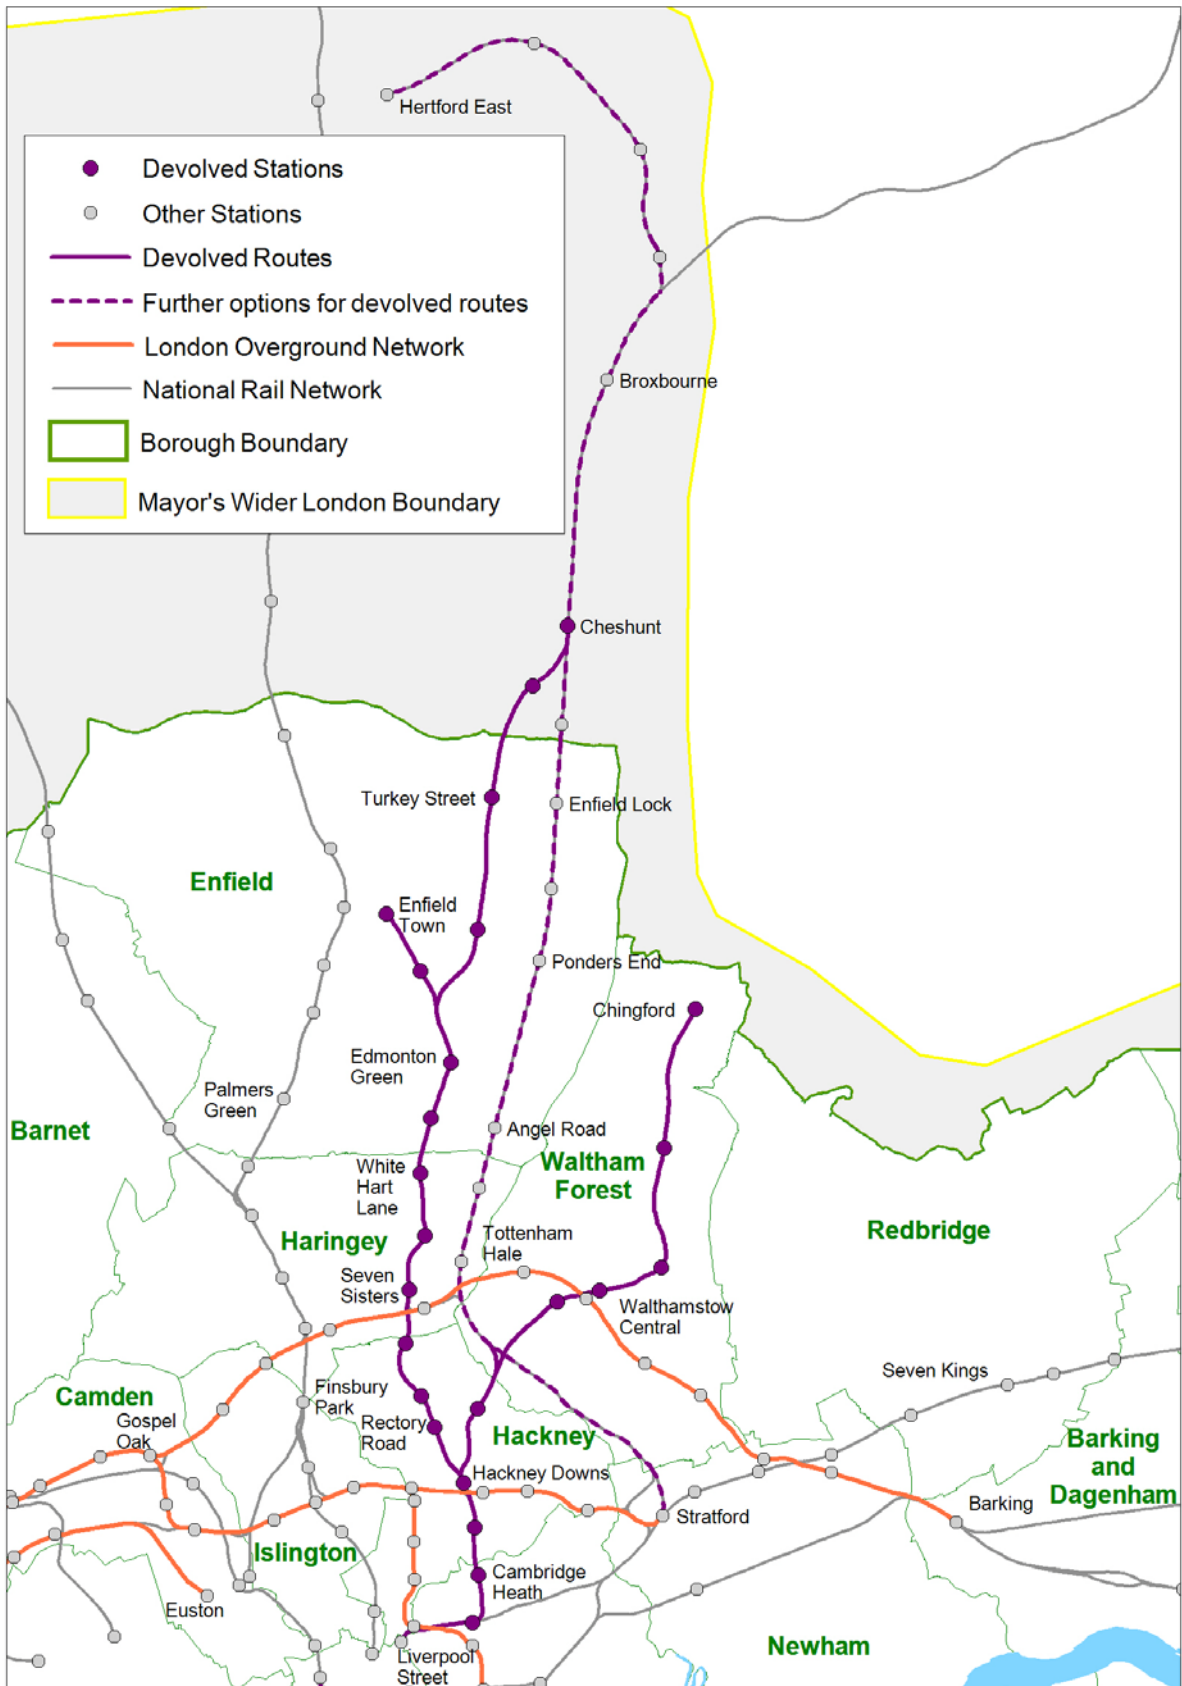 Hertford East
Devolved Stations
Other Stations
Devolved Routes
Further options for devolved routes
London Overground Network
National Rail Network
Borough Boundary
Mayor's Wider London Boundary
Broxbourne
Cheshunt
Turkey Street
Enfield Lock
Enfield
Enfield
Town
Ponders End
Chingford
Edmonton
Green
Palmers
Green
Barnet
Angel Road
Waltham
Forest
White
Hart
Lane
Haringey
Tottenham
Hale
Redbridge
Seven
Sisters
Walthamstow
Central
Seven Kings
Camden
Gospel
Oak
Finsbury
Park
Rectory
Road
Hackney
Barking
and
Dagenham
Hackney Downs
Stratford
Barking
Islington
Cambridge
Heath
Euston
Liverpool
Street
Newham